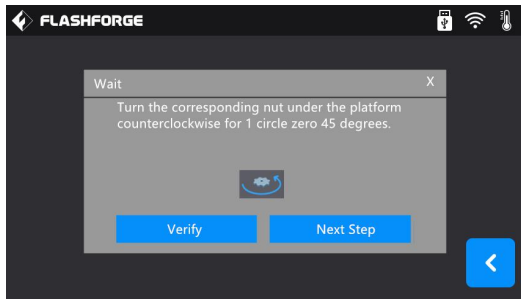 FLASHFORGE
Wait X
Turn the corresponding nut under the platform
counterclockwise for 1 circle zero 45 degrees.
Verify Next Step